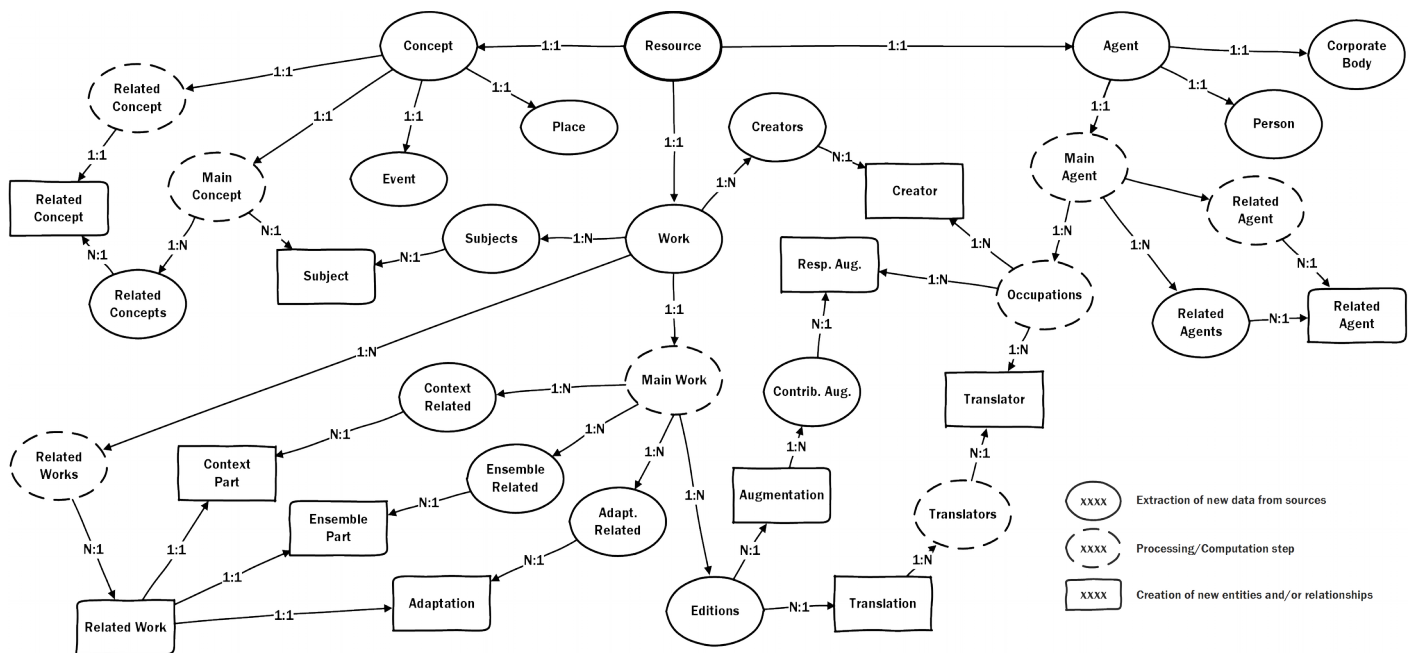 Concept
1:1
Resource
1:1
Agent
1:1
Corporate
Body
Related
Concept
1:1
1:1
1:1
1:1
Place
1:1
Creators
1:1
1:1
Person
1:1
Main
Concept
Event
1:N
N:1
Creator
Main
Agent
Related
Agent
Related
Concept
N:1
1:N
N:1
Subject
N:1
Subjects
1:N
Work
Resp. Aug.
1:N
1:N
1:N
1:N
N:1
Related
Concepts
Occupations
Related
Agents
N:1
Related
Agent
1:1
N:1
1:N
1:N
Context
Related
1:N
Main Work
Contrib. Aug.
Translator
N:1
1:N
Related
Works
Context
Part
Ensemble
Related
1:N
1:N
N:1
N:1
Ensemble
Part
N:1
Adapt.
Related
Augmentation
Translators
N:1
1:1
1:1
N:1
N:1
1:N
Related Work
1:1
Adaptation
Editions
N:1
Translation
xxxx
Extraction of new data from sources
xxxx
Processing/Computation step
xxxx
Creation of new entities and/or relationships